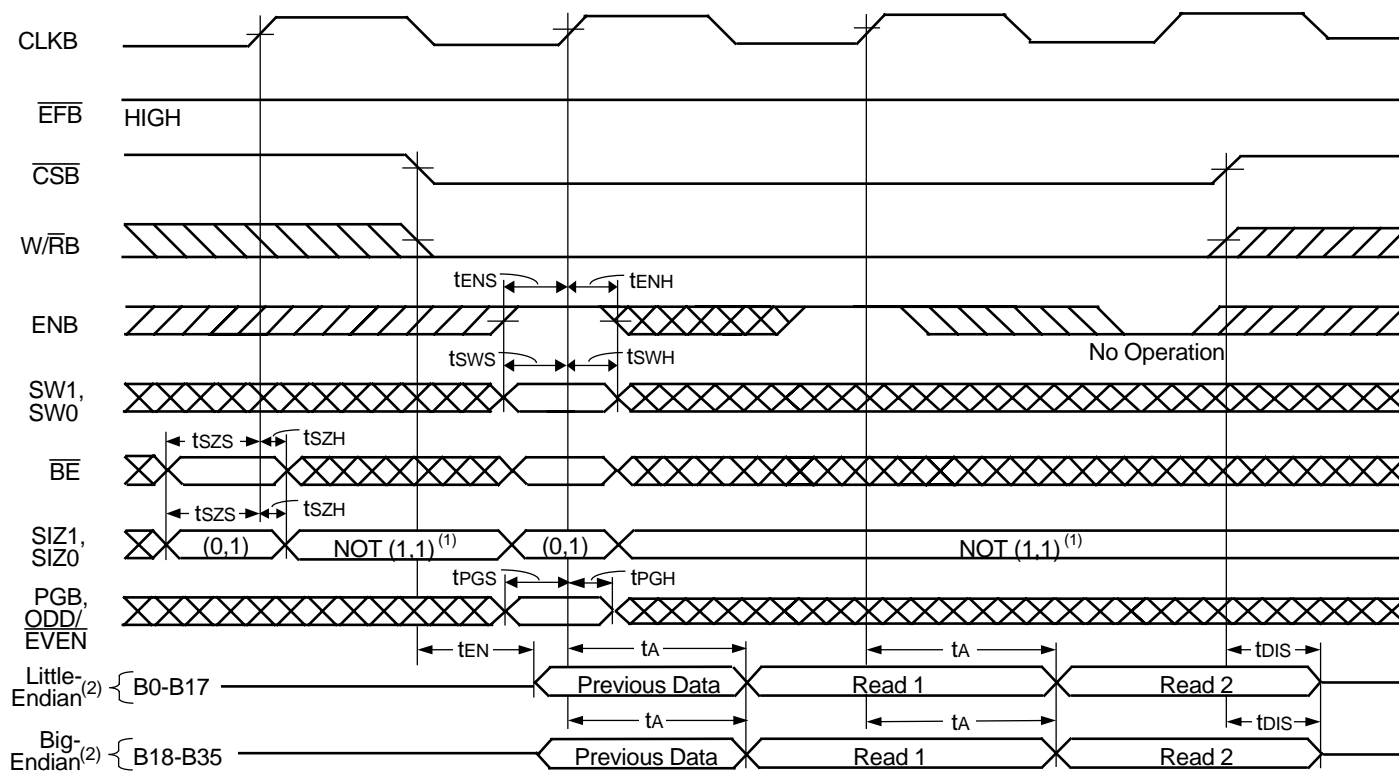 CLKB
EFB
HIGH
CSB
W/RB
tENS
tENH
ENB
No Operation
tSWS
tSWH
SW1,
SW0
tSZS
tSZH
BE
tSZS
tSZH
SIZ1,
SIZ0
(0,1)
NOT (1,1) (1)
(0,1)
NOT (1,1) (1)
tPGS
tPGH
PGB,
ODD/
EVEN
tEN
tA
tA
tDIS
Little-
Endian(2)
B0-B17
Previous Data
Read 1
Read 2
tA
tA
tDIS
Big-
Endian(2)
B18-B35
Previous Data
Read 1
Read 2